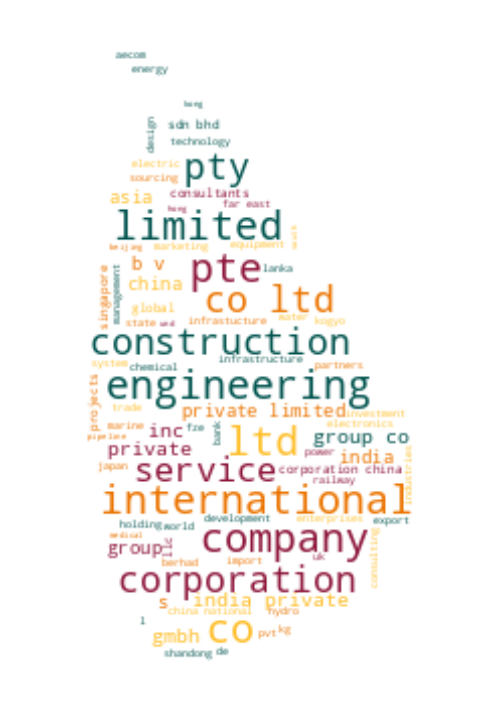 aecom
energy
hong
design
sdn bhd
technology
electric
pty
sourcing
consultants
asia
hong
far east
limited
south
beijing
marketing
equipment
b v
pte
lanka
singapore
management
china
co ltd
global
state
and
infrastucture
water
kogyo
construction
system
chemical
infrastructure
partners
projects
engineering
trade
private limited
investment
marine
inc
fze
bank
ltd
electronics
pipeline
group co
private
power
india
japan
service
corporation china
railway
industries
international
holding
world
development
enterprises
export
medical
company
group
llc
berhad
import
uk
consulting
corporation
s
india private
china national
hydro
l
gmbh
co
pvt
kg
shandong
de